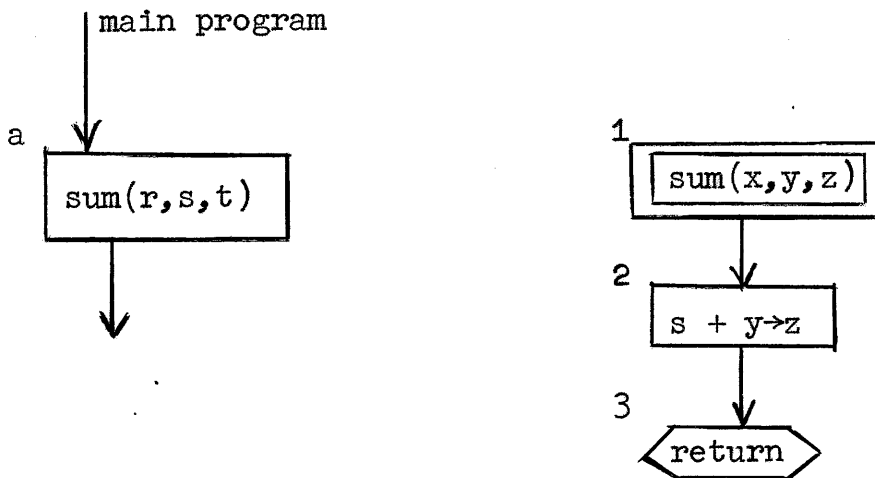 main program
a
sum(r,s,t)
1
sum(x,y,z)
2
s + y→z
3
return